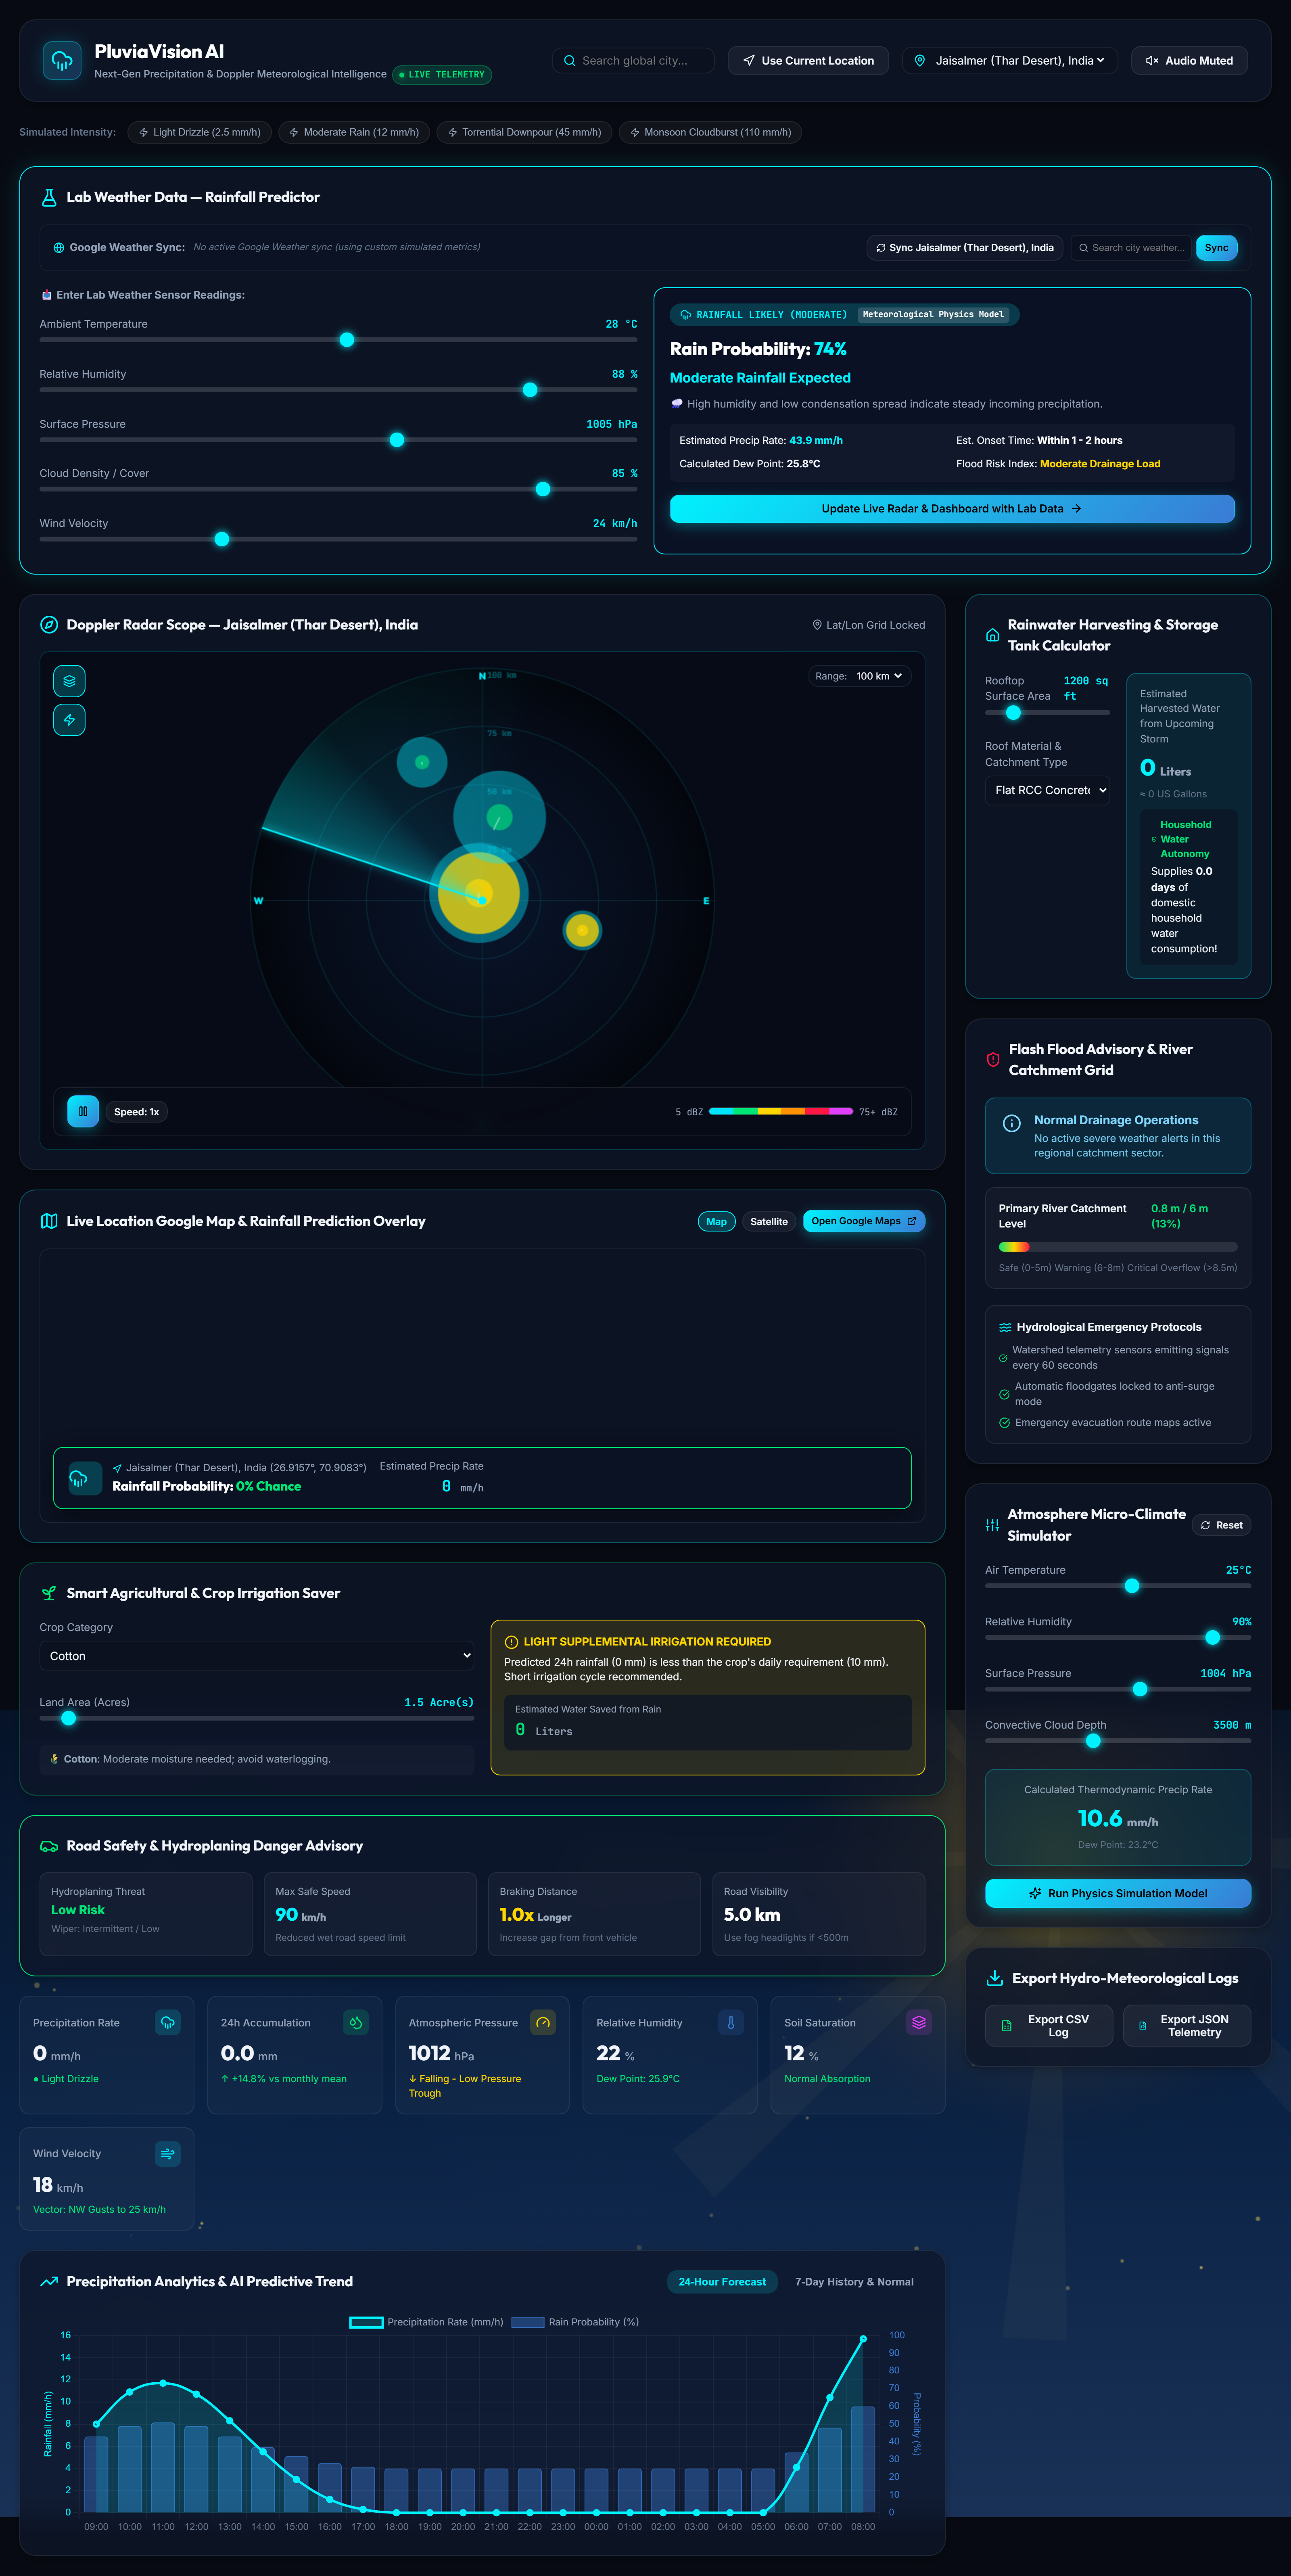 PluviaVision AI
Next-Gen Precipitation & Doppler Meteorological Intelligence
LIVE TELEMETRY
Search global city...
Use Current Location
Jaisalmer (Thar Desert), India
Audio Muted
Simulated Intensity:
Light Drizzle (2.5 mm/h)
Moderate Rain (12 mm/h)
Torrential Downpour (45 mm/h)
Monsoon Cloudburst (110 mm/h)
Lab Weather Data — Rainfall Predictor
Google Weather Sync: No active Google Weather sync (using custom simulated metrics)
Sync Jaisalmer (Thar Desert), India
Search city weather...
Sync
Enter Lab Weather Sensor Readings:
Ambient Temperature 28 °C
Relative Humidity 88 %
Surface Pressure 1005 hPa
Cloud Density / Cover 85 %
Wind Velocity 24 km/h
RAINFALL LIKELY (MODERATE) Meteorological Physics Model
Rain Probability: 74%
Moderate Rainfall Expected
High humidity and low condensation spread indicate steady incoming precipitation.
Estimated Precip Rate: 43.9 mm/h
Est. Onset Time: Within 1 - 2 hours
Calculated Dew Point: 25.8°C
Flood Risk Index: Moderate Drainage Load
Update Live Radar & Dashboard with Lab Data
Doppler Radar Scope — Jaisalmer (Thar Desert), India
Lat/Lon Grid Locked
Range: 100 km
N
100 km
75 km
50 km
W
E
Speed: 1x
5 dBZ
75+ dBZ
Rainwater Harvesting & Storage
Tank Calculator
Rooftop
Surface Area
1200 sq
ft
Roof Material &
Catchment Type
Flat RCC Concrete
Estimated
Harvested Water
from Upcoming
Storm
0 Liters
≈ 0 US Gallons
Household
Water
Autonomy
Supplies 0.0
days of
domestic
household
water
consumption!
Flash Flood Advisory & River
Catchment Grid
Normal Drainage Operations
No active severe weather alerts in this
regional catchment sector.
Primary River Catchment
Level
0.8 m / 6 m
(13%)
Safe (0-5m) Warning (6-8m) Critical Overflow (>8.5m)
Hydrological Emergency Protocols
Watershed telemetry sensors emitting signals
every 60 seconds
Automatic floodgates locked to anti-surge
mode
Emergency evacuation route maps active
Live Location Google Map & Rainfall Prediction Overlay
Map
Satellite
Open Google Maps
Jaisalmer (Thar Desert), India (26.9157°, 70.9083°)
Rainfall Probability: 0% Chance
Estimated Precip Rate
0 mm/h
Atmosphere Micro-Climate
Simulator
Reset
Air Temperature 25°C
Relative Humidity 90%
Surface Pressure 1004 hPa
Convective Cloud Depth 3500 m
Calculated Thermodynamic Precip Rate
10.6 mm/h
Dew Point: 23.2°C
Run Physics Simulation Model
Smart Agricultural & Crop Irrigation Saver
Crop Category
Cotton
Land Area (Acres) 1.5 Acre(s)
Cotton: Moderate moisture needed; avoid waterlogging.
LIGHT SUPPLEMENTAL IRRIGATION REQUIRED
Predicted 24h rainfall (0 mm) is less than the crop's daily requirement (10 mm).
Short irrigation cycle recommended.
Estimated Water Saved from Rain
0 Liters
Road Safety & Hydroplaning Danger Advisory
Hydroplaning Threat
Low Risk
Wiper: Intermittent / Low
Max Safe Speed
90 km/h
Reduced wet road speed limit
Braking Distance
1.0x Longer
Increase gap from front vehicle
Road Visibility
5.0 km
Use fog headlights if <500m
Export Hydro-Meteorological Logs
Export CSV
Log
Export JSON
Telemetry
Precipitation Rate
0 mm/h
● Light Drizzle
24h Accumulation
0.0 mm
↑ +14.8% vs monthly mean
Atmospheric Pressure
1012 hPa
↓ Falling - Low Pressure
Trough
Relative Humidity
22 %
Dew Point: 25.9°C
Soil Saturation
12 %
Normal Absorption
Wind Velocity
18 km/h
Vector: NW Gusts to 25 km/h
Precipitation Analytics & AI Predictive Trend
24-Hour Forecast
7-Day History & Normal
Precipitation Rate (mm/h)
Rain Probability (%)
Rainfall (mm/h)
16
14
12
10
8
6
4
2
0
100
90
80
70
60
50
40
30
20
10
0
Probability (%)
09:00 10:00 11:00 12:00 13:00 14:00 15:00 16:00 17:00 18:00 19:00 20:00 21:00 22:00 23:00 00:00 01:00 02:00 03:00 04:00 05:00 06:00 07:00 08:00